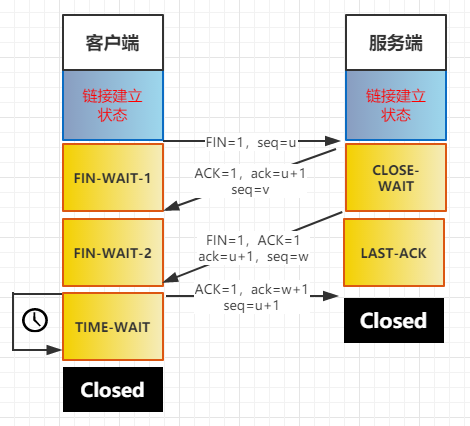 客户端
服务端
链接建立
状态
链接建立
状态
FIN=1, seq=u
FIN-WAIT-1
ACK=1, ack=u+1
seq=v
CLOSE-
WAIT
FIN-WAIT-2
FIN=1, ACK=1
ack=u+1, seq=w
LAST-ACK
ACK=1, ack=w+1
seq=u+1
TIME-WAIT
Closed
Closed